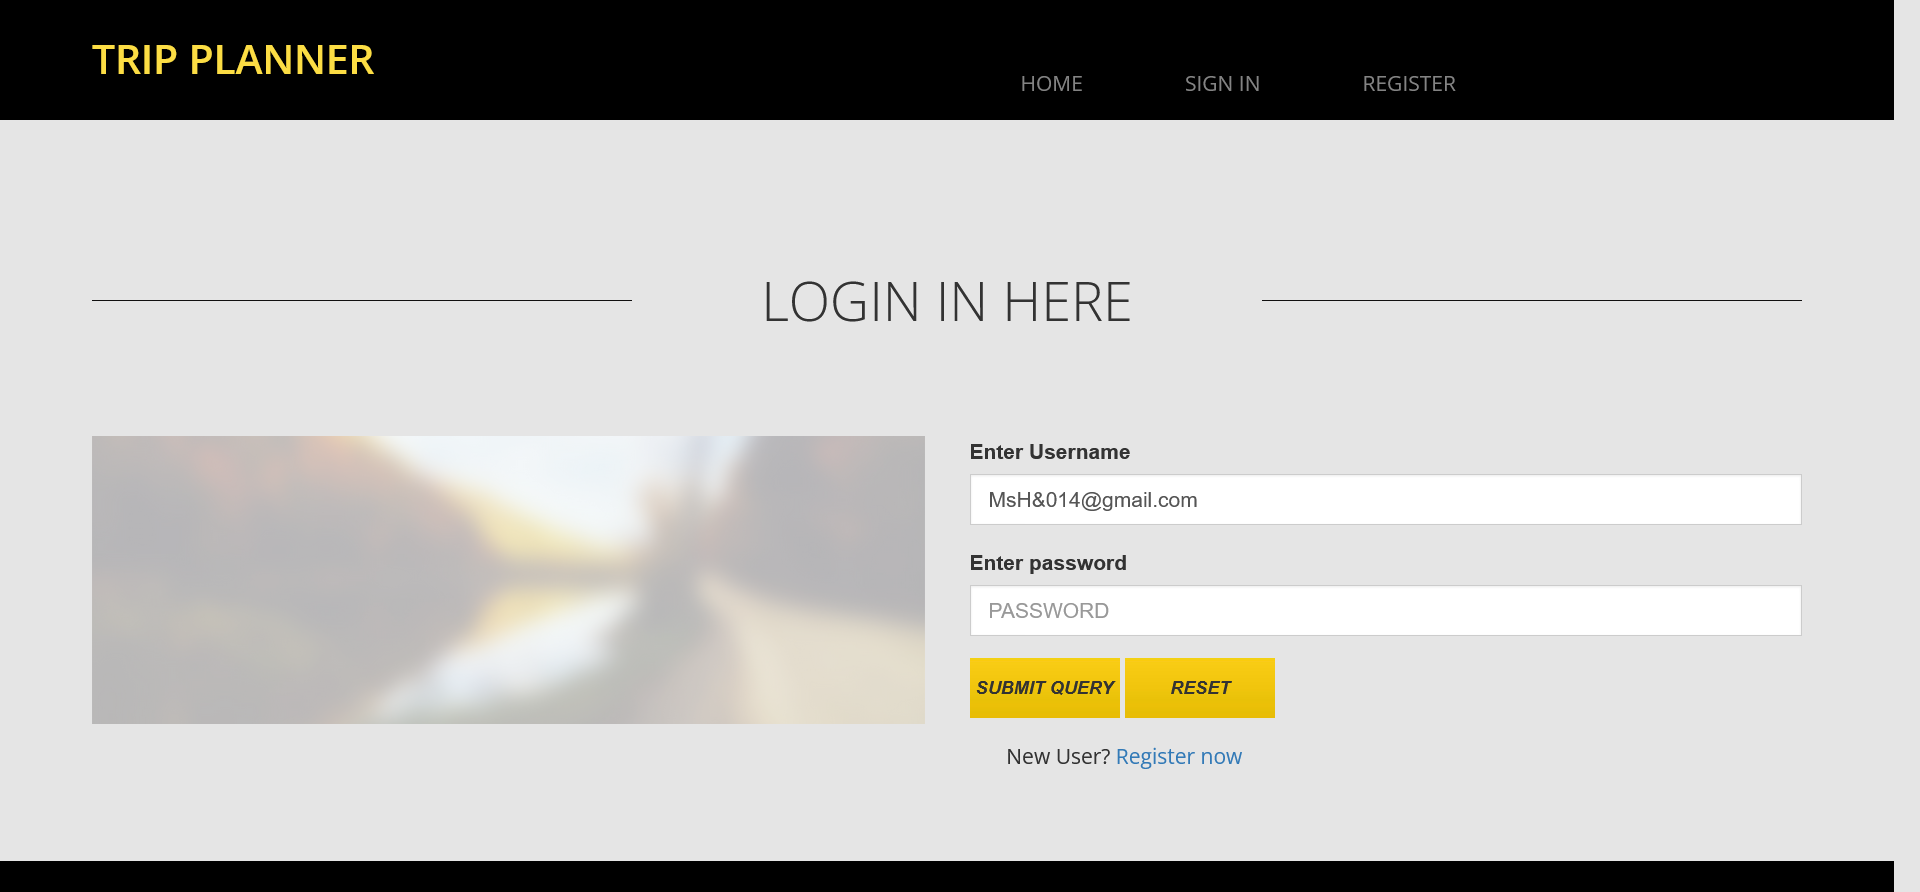 TRIP PLANNER
HOME SIGN IN REGISTER
LOGIN IN HERE
Enter Username
MsH&014@gmail.com
Enter password
PASSWORD
SUBMIT QUERY RESET
New User? Register now